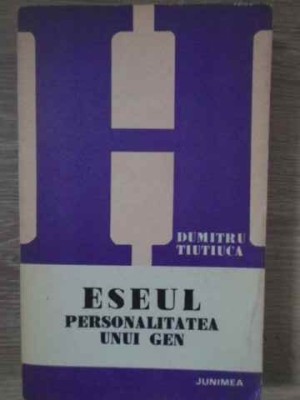 DUMITRU
TIUTIUCA
ESEUL
PERSONALITATEA
UNUI GEN
JUNIMEA